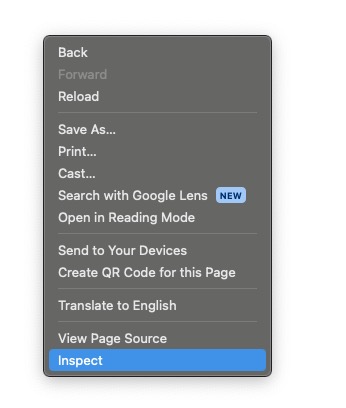 Back
Forward
Reload
Save As...
Print...
Cast...
Search with Google Lens NEW
Open in Reading Mode
Send to Your Devices
Create QR Code for this Page
Translate to English
View Page Source
Inspect